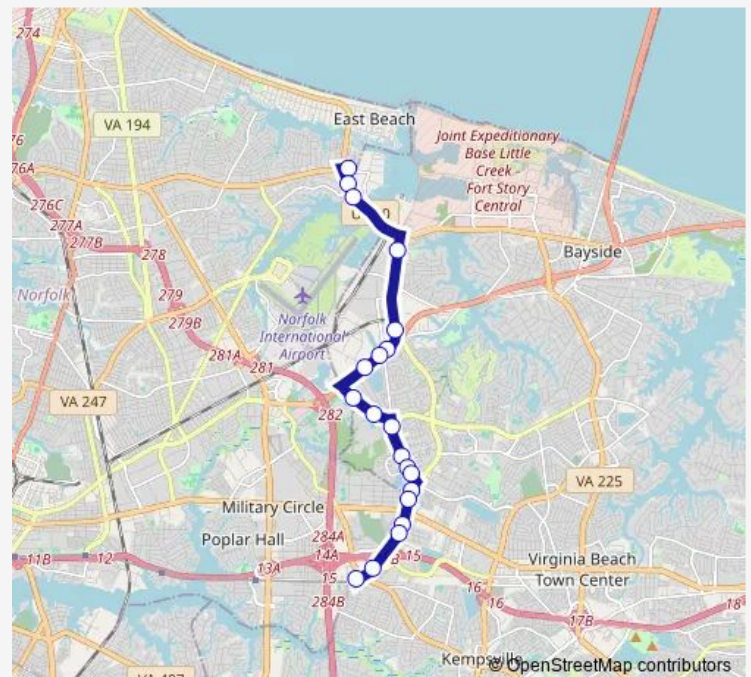 274
VA 194
East Beach
Joint Expeditionary
Base Little
Creek -
Fort Story
Central
76
76A
276C
277A
277B
278
Bayside
Norfolk
279
279B
Norfolk
International
Airport
281A
281
VA 247
282
VA 225
Military Circle
Poplar Hall
284A
14A
15
11B
12
13A
15
284B
Virginia Beach
Town Center
16
16
17B
18
Kempsville
© OpenStreetMap contributors